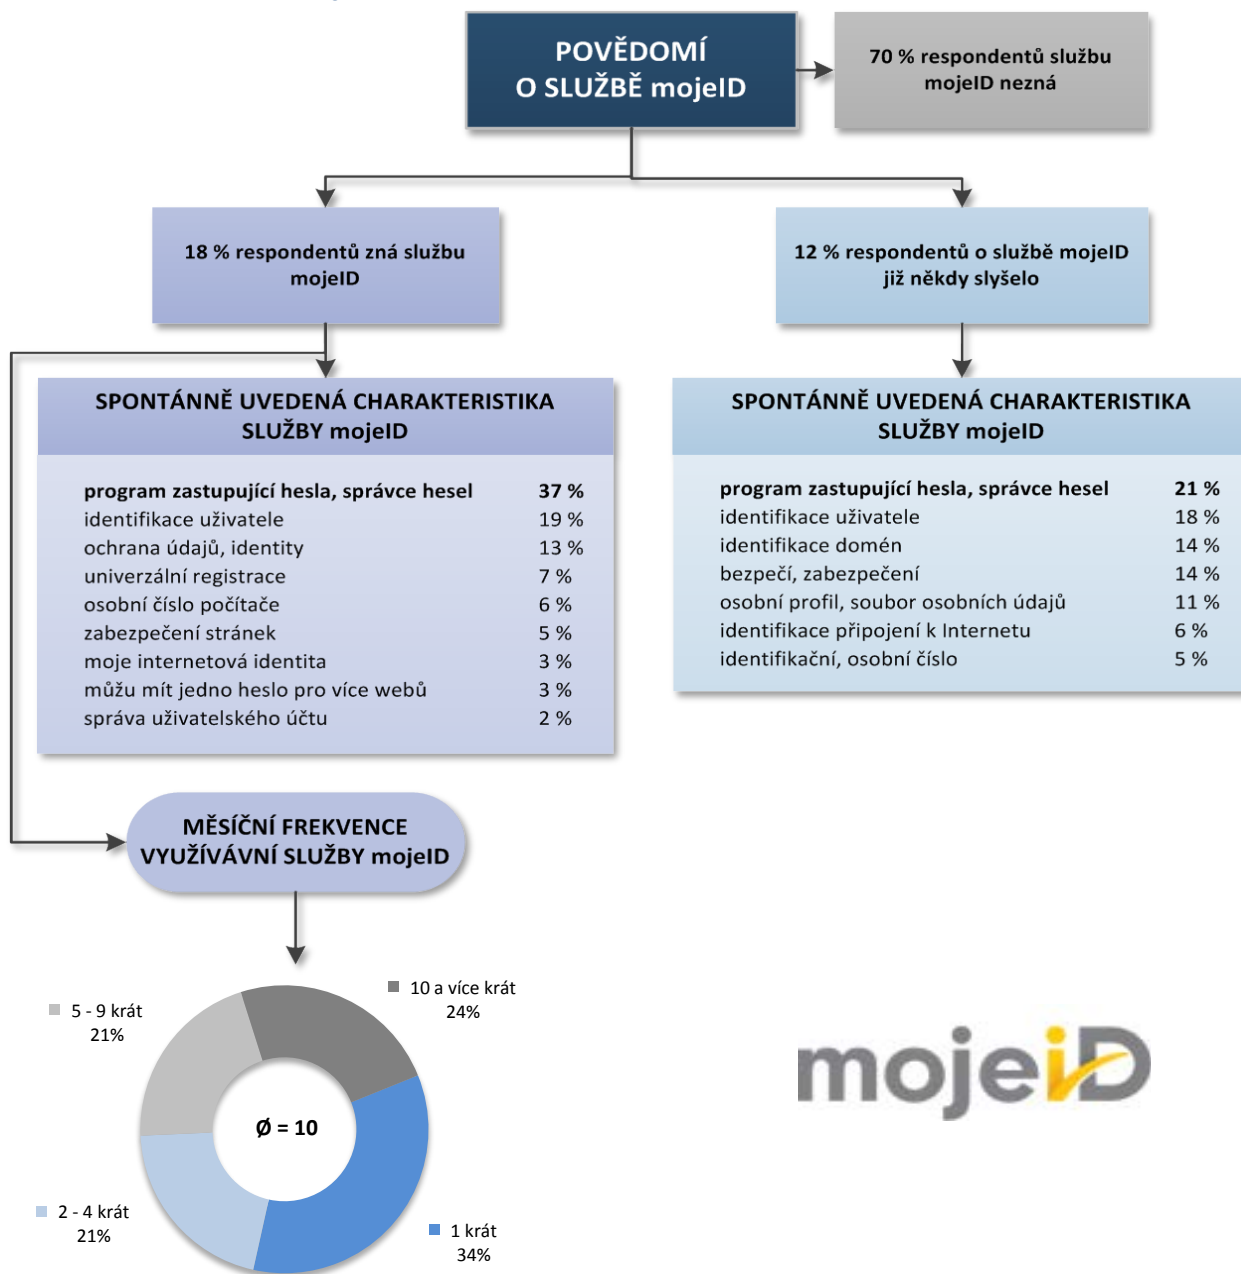 POVĚDOMÍ
O SLUŽBĚ mojeID
70 % respondentů službu
mojeID nezná
18 % respondentů zná službu
mojeID
12 % respondentů o službě mojeID
již někdy slyšelo
SPONTÁNNĚ UVEDENÁ CHARAKTERISTIKA
SLUŽBY mojeID
program zastupující hesla, správce hesel 37 %
identifikace uživatele 19 %
ochrana údajů, identity 13 %
univerzální registrace 7 %
osobní číslo počítače 6 %
zabezpečení stránek 5 %
moje internetová identita 3 %
můžu mít jedno heslo pro více webů 3 %
správa uživatelského účtu 2 %
SPONTÁNNĚ UVEDENÁ CHARAKTERISTIKA
SLUŽBY mojeID
program zastupující hesla, správce hesel 21 %
identifikace uživatele 18 %
identifikace domén 14 %
bezpečí, zabezpečení 14 %
osobní profil, soubor osobních údajů 11 %
identifikace připojení k Internetu 6 %
identifikační, osobní číslo 5 %
MĚSÍČNÍ FREKVENCE
VYUŽÍVÁVNÍ SLUŽBY mojeID
10 a více krát
24%
5 - 9 krát
21%
Ø = 10
2 - 4 krát
21%
1 krát
34%
mojeiD